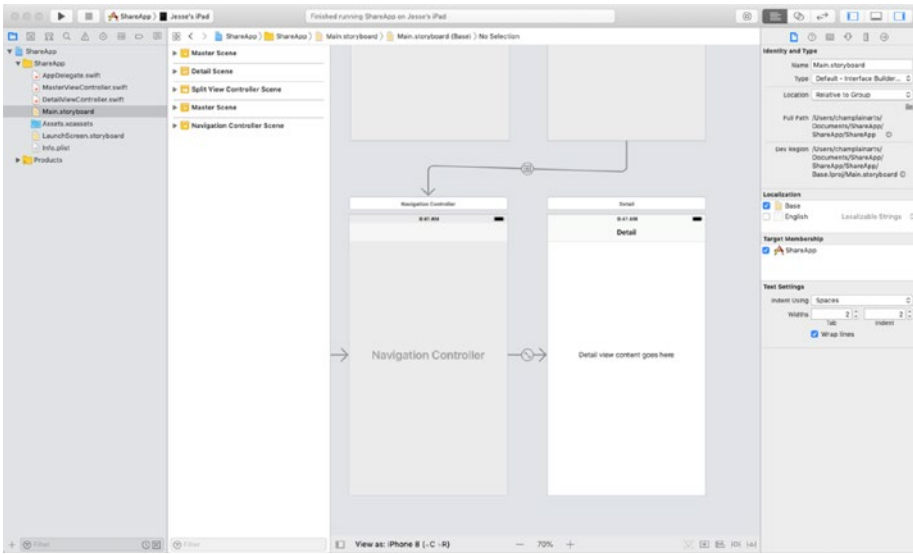 ShareApp Jesse's iPad
Finished running ShareApp on Jesse's iPad
ShareApp
ShareApp
AppDelegate.swift
MasterViewController.swift
DetailViewController.swift
Main.storyboard
Assets.xcassets
LaunchScreen.storyboard
Info.plist
Products
Filter
ShareApp ShareApp Main.storyboard Main.storyboard (Base) No Selection
Master Scene
Detail Scene
Split View Controller Scene
Master Scene
Navigation Controller Scene
Filter
Navigation Controller
9:41 AM
Navigation Controller
Detail
9:41 AM
Detail
Detail view content goes here
View as: iPhone 8 (wC hR)
70%
Identity and Type
Name Main.storyboard
Type Default - Interface Builder...
Location Relative to Group
Full Path /Users/champlainarts/
Documents/ShareApp/
ShareApp/ShareApp
Dev Region /Users/champlainarts/
Documents/ShareApp/
ShareApp/ShareApp/
Base.lproj/Main.storyboard
Localization
Base
English Localizable Strings
Target Membership
ShareApp
Text Settings
Indent Using Spaces
Widths 2 2
Tab Indent
Wrap lines